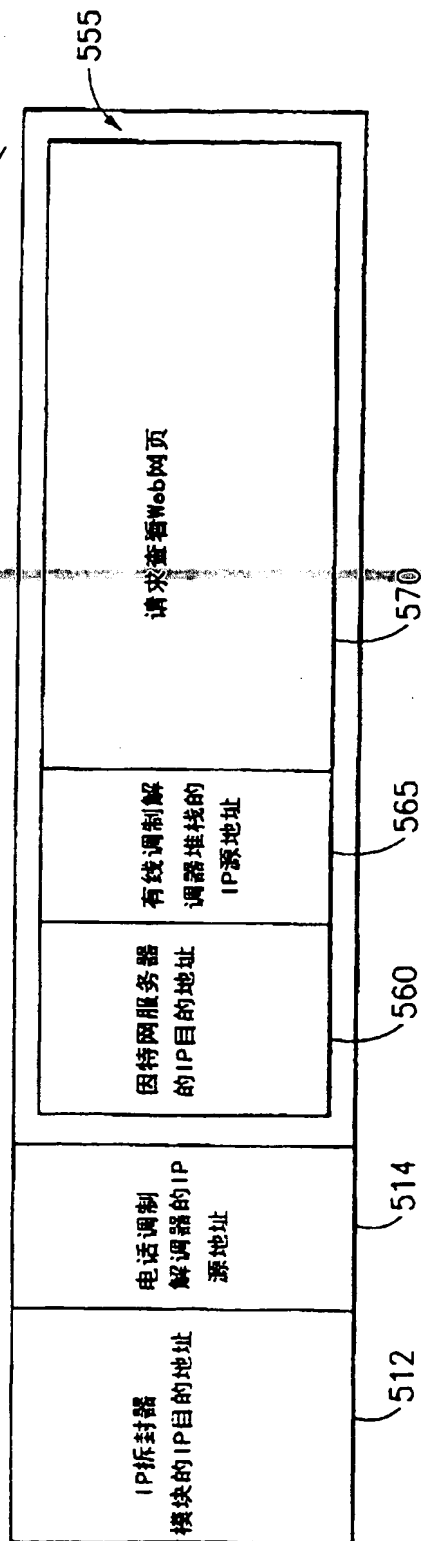 IP拆封器
模块的IP目的地址
电话调制
解调器的IP
源地址
因特网服务器
的IP目的地址
有线调制解
调器堆栈的
IP源地址
请求查看Web网页
512
514
560
565
570
555